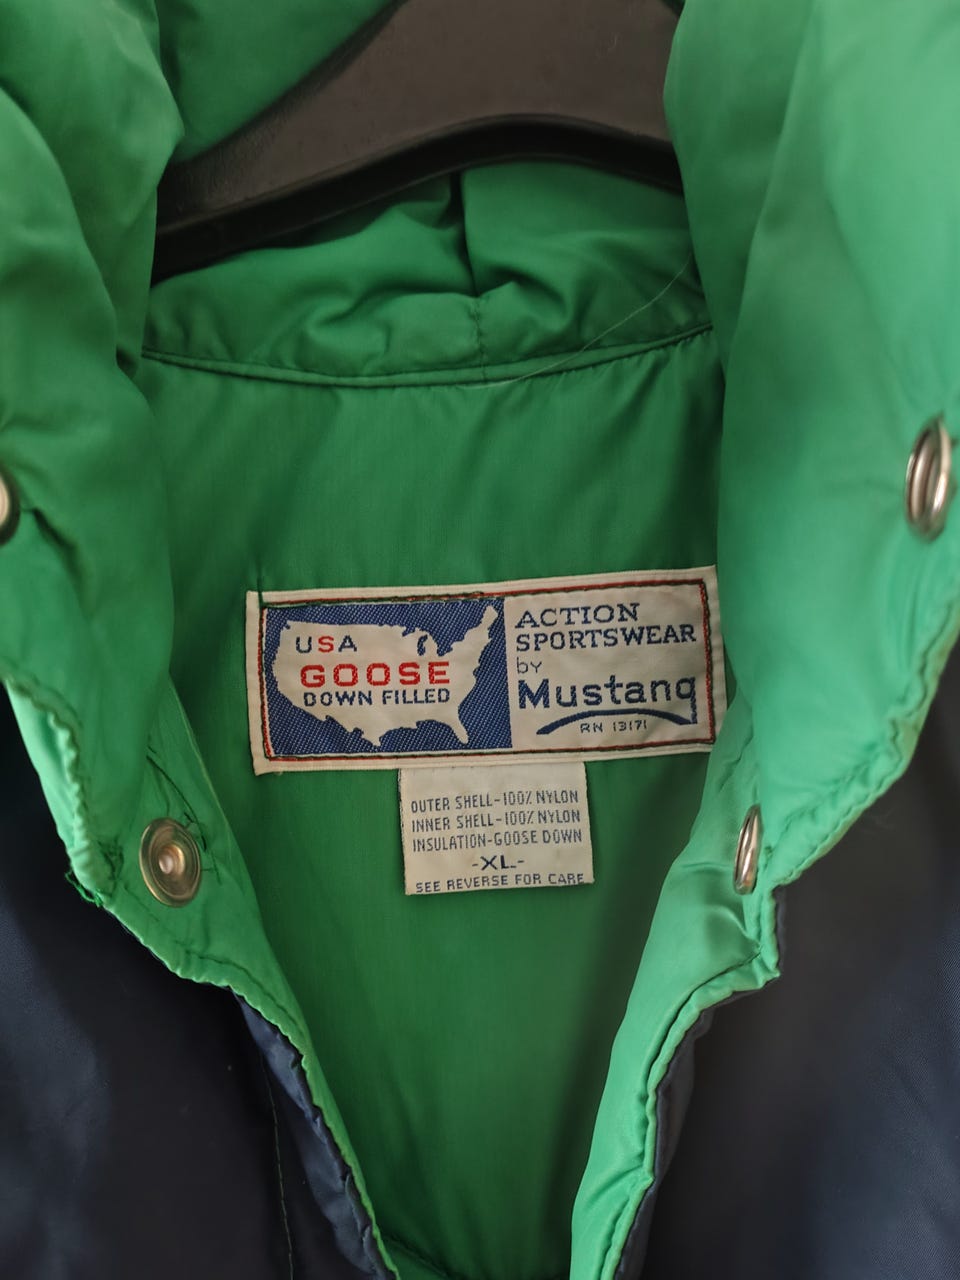 USA
GOOSE
DOWN FILLED
ACTION
SPORTSWEAR
by
Mustang
RN 13171
OUTER SHELL-100% NYLON
INNER SHELL-100% NYLON
INSULATION-GOOSE DOWN
-XL-
SEE REVERSE FOR CARE